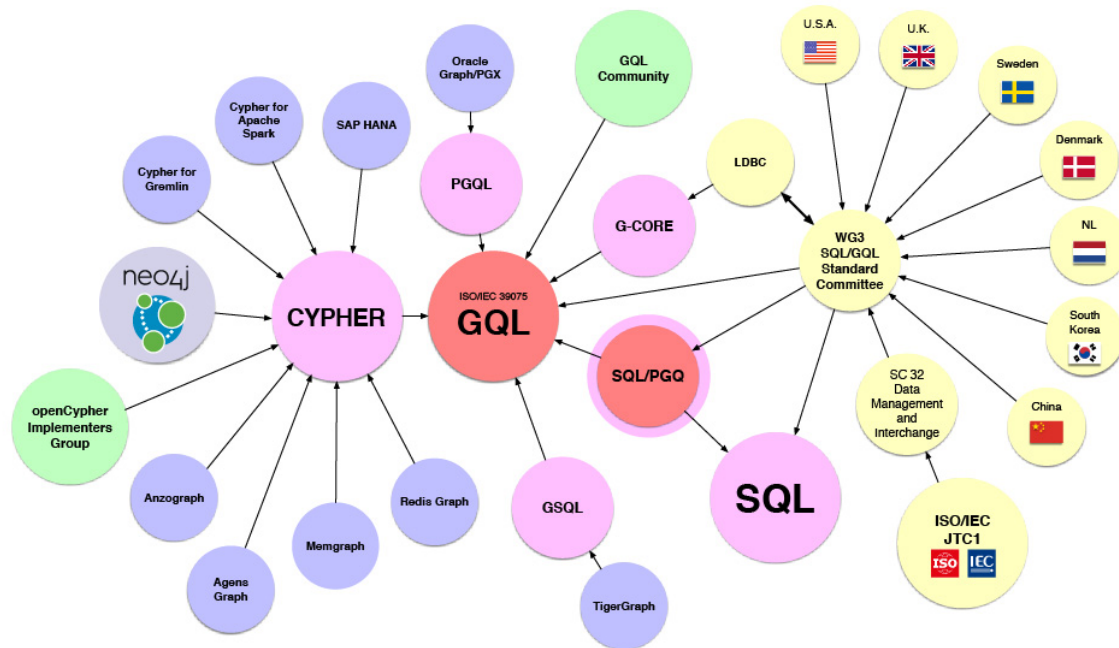 U.S.A.
U.K.
Sweden
Denmark
NL
South
Korea
China
Oracle
Graph/PGX
GQL
Community
Cypher for
Apache
Spark
SAP HANA
Cypher for
Gremlin
PGQL
LDBC
G-CORE
WG3
SQL/GQL
Standard
Committee
neo4j
CYPHER
ISO/IEC 39075
GQL
SQL/PGQ
SC 32
Data
Management
and
Interchange
openCypher
Implementers
Group
Anzograph
Agens
Graph
Memgraph
Redis Graph
GSQL
TigerGraph
SQL
ISO/IEC
JTC1
ISO
IEC